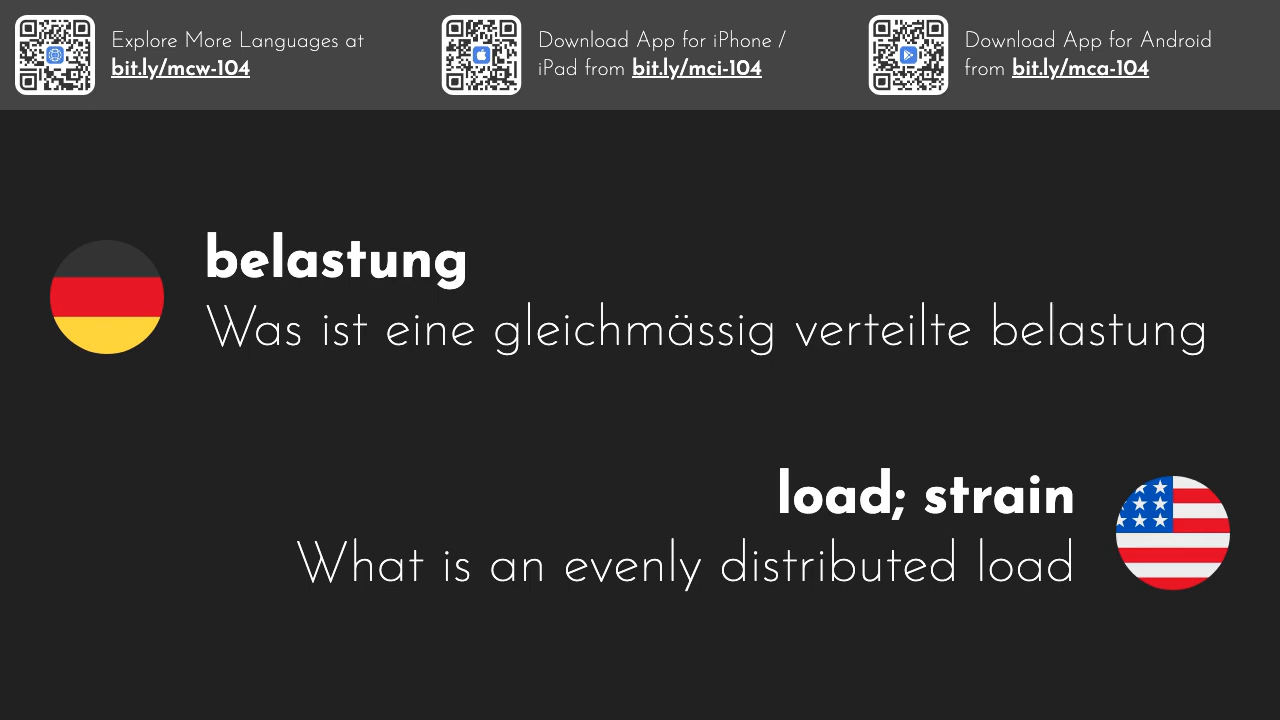 Explore More Languages at
bit.ly/mcw-104
Download App for iPhone /
iPad from bit.ly/mci-104
Download App for Android
from bit.ly/mca-104
belastung
Was ist eine gleichmässig verteilte belastung
load; strain
What is an evenly distributed load